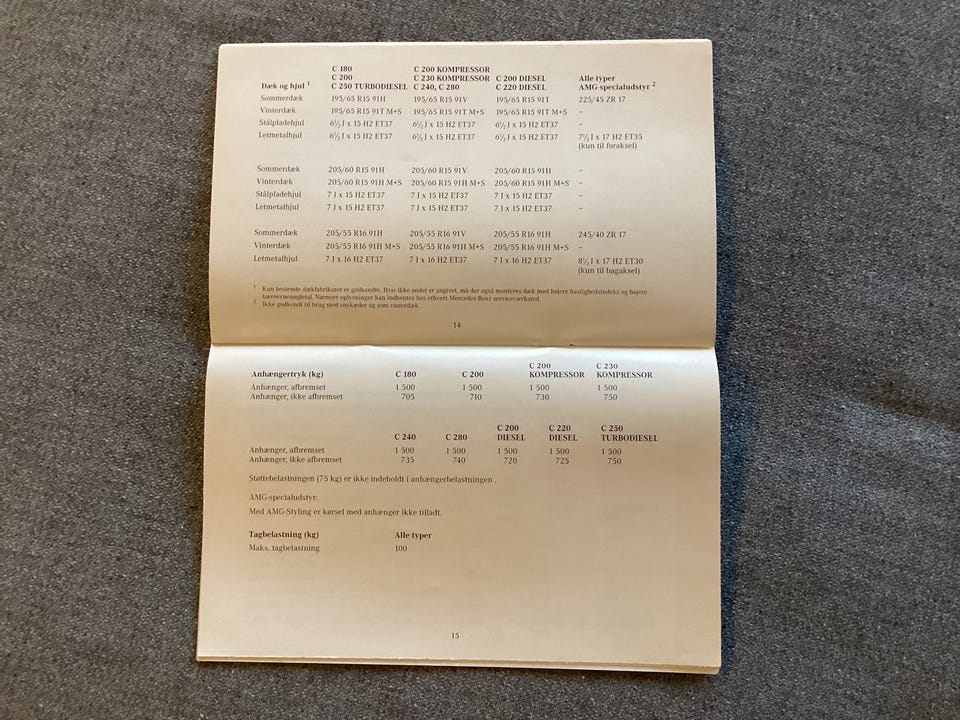 C 180 C 200 KOMPRESSOR
C 200 C 230 KOMPRESSOR C 200 DIESEL Alle typer
Dæk og hjul 1 C 250 TURBODIESEL C 240, C 280 C 220 DIESEL AMG-specialudstyr 2
Sommerdæk 195/65 R15 91H 195/65 R15 91V 195/65 R15 91T 225/45 ZR 17
Vinterdæk 195/65 R15 91T M+S 195/65 R15 91T M+S 195/65 R15 91T M+S –
Stålpladehjul 6½ J x 15 H2 ET37 6½ J x 15 H2 ET37 6½ J x 15 H2 ET37 –
Letmetalhjul 6½ J x 15 H2 ET37 6½ J x 15 H2 ET37 6½ J x 15 H2 ET37 7½ J x 17 H2 ET35
(kun til foraksel)
Sommerdæk 205/60 R15 91H 205/60 R15 91V 205/60 R15 91H –
Vinterdæk 205/60 R15 91H M+S 205/60 R15 91H M+S 205/60 R15 91H M+S –
Stålpladehjul 7 J x 15 H2 ET37 7 J x 15 H2 ET37 7 J x 15 H2 ET37 –
Letmetalhjul 7 J x 15 H2 ET37 7 J x 15 H2 ET37 7 J x 15 H2 ET37 –
Sommerdæk 205/55 R16 91H 205/55 R16 91V 205/55 R16 91H 245/40 ZR 17
Vinterdæk 205/55 R16 91H M+S 205/55 R16 91H M+S 205/55 R16 91H M+S –
Letmetalhjul 7 J x 16 H2 ET37 7 J x 16 H2 ET37 7 J x 16 H2 ET37 8½ J x 17 H2 ET30
(kun til bagaksel)
1 Kun bestemte dækfabrikater er godkendte. Hvis ikke andet er angivet, må der også monteres dæk med højere hastighedsindeks og højere
bæreevnenøgletal. Nærmere oplysninger kan indhentes hos ethvert Mercedes-Benz serviceværksted.
2 Ikke godkendt til brug med snekæder og som vinterdæk.
14
C 200 C 230
Anhængertryk (kg) C 180 C 200 KOMPRESSOR KOMPRESSOR
Anhænger, afbremset 1 500 1 500 1 500 1 500
Anhænger, ikke afbremset 705 710 730 750
C 200 C 220 C 250
C 240 C 280 DIESEL DIESEL TURBODIESEL
Anhænger, afbremset 1 500 1 500 1 500 1 500 1 500
Anhænger, ikke afbremset 735 740 720 725 750
Støttebelastningen (75 kg) er ikke indeholdt i anhængerbelastningen .
AMG-specialudstyr:
Med AMG-Styling er kørsel med anhænger ikke tilladt.
Tagbelastning (kg) Alle typer
Maks. tagbelastning 100
15